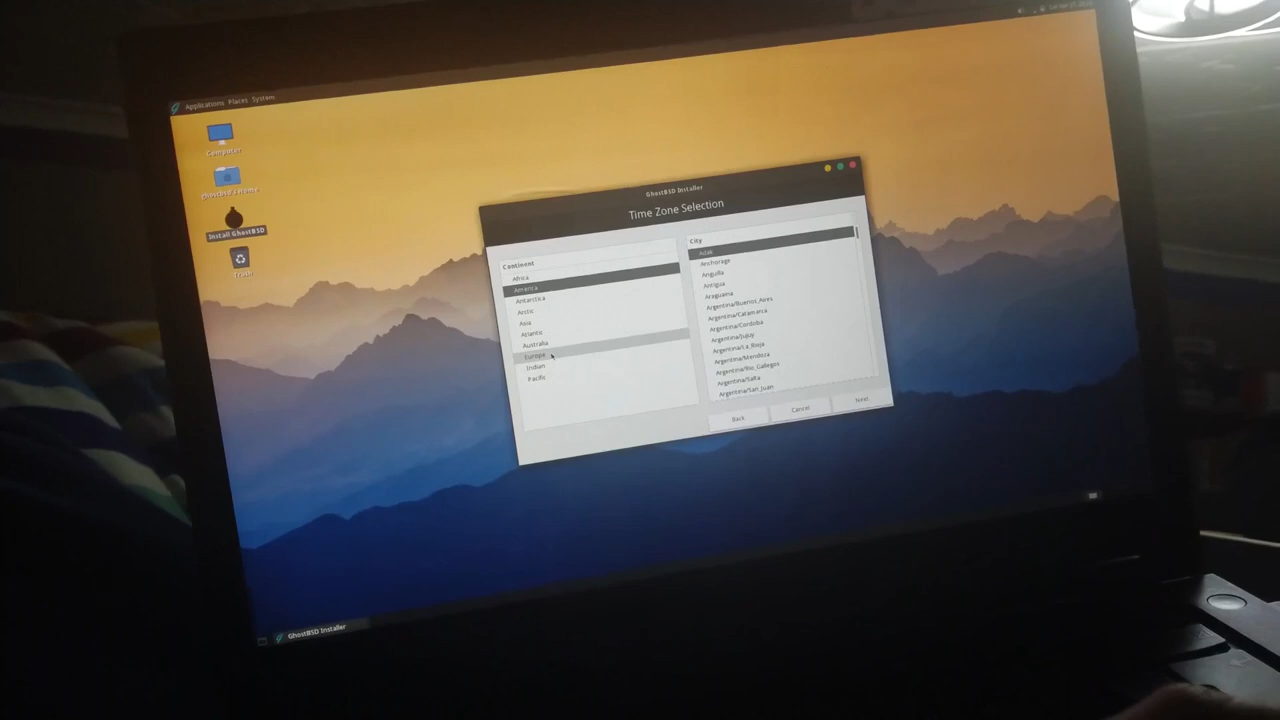 Applications Places System
Computer
ghostbsd's Home
Install GhostBSD
Trash
GhostBSD Installer
Time Zone Selection
Continent
Africa
America
Antarctica
Arctic
Asia
Atlantic
Australia
Europe
Indian
Pacific
City
Adak
Anchorage
Anguilla
Antigua
Araguaina
Argentina/Buenos_Aires
Argentina/Catamarca
Argentina/Cordoba
Argentina/Jujuy
Argentina/La_Rioja
Argentina/Mendoza
Argentina/Rio_Gallegos
Argentina/Salta
Argentina/San_Juan
Back Cancel Next
GhostBSD Installer